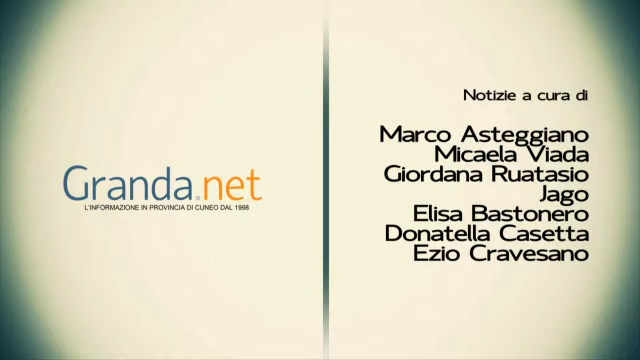 Granda.net
L'INFORMAZIONE IN PROVINCIA DI CUNEO DAL 1998
Notizie a cura di
Marco Asteggiano
Micaela Viada
Giordana Ruatasio
Jago
Elisa Bastonero
Donatella Casetta
Ezio Cravesano